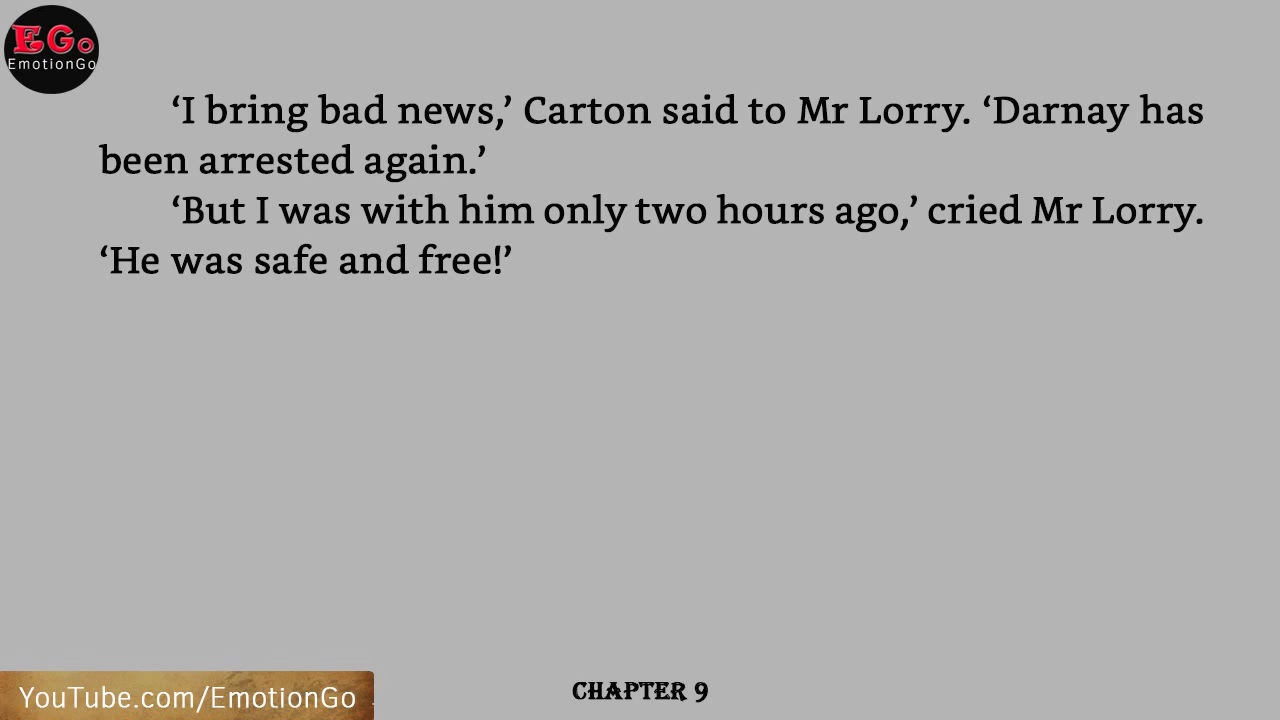 EGo
EmotionGo
‘I bring bad news,’ Carton said to Mr Lorry. ‘Darnay has
been arrested again.’
‘But I was with him only two hours ago,’ cried Mr Lorry.
‘He was safe and free!’
YouTube.com/EmotionGo
CHAPTER 9